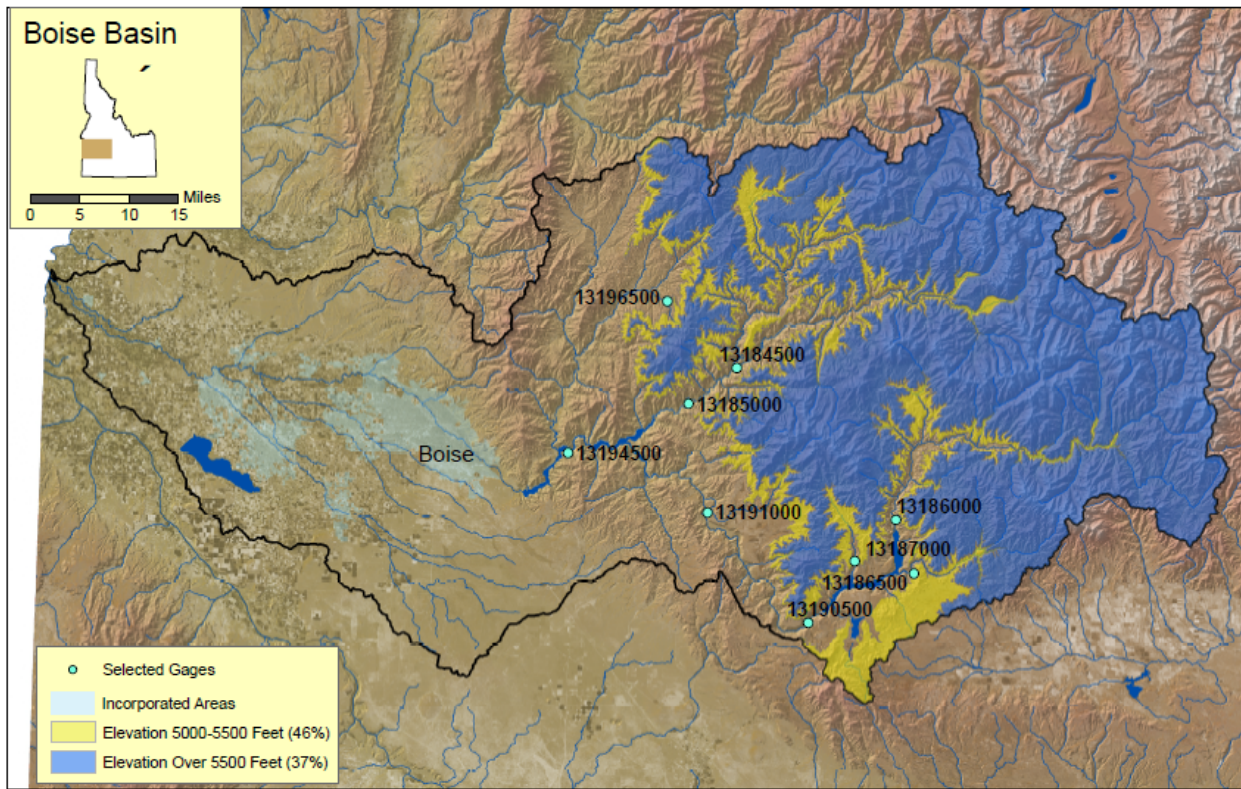 Boise Basin
Miles
0 5 10 15
13196500
13184500
13185000
Boise
13194500
13191000
13186000
13187000
13186500
13190500
Selected Gages
Incorporated Areas
Elevation 5000-5500 Feet (46%)
Elevation Over 5500 Feet (37%)